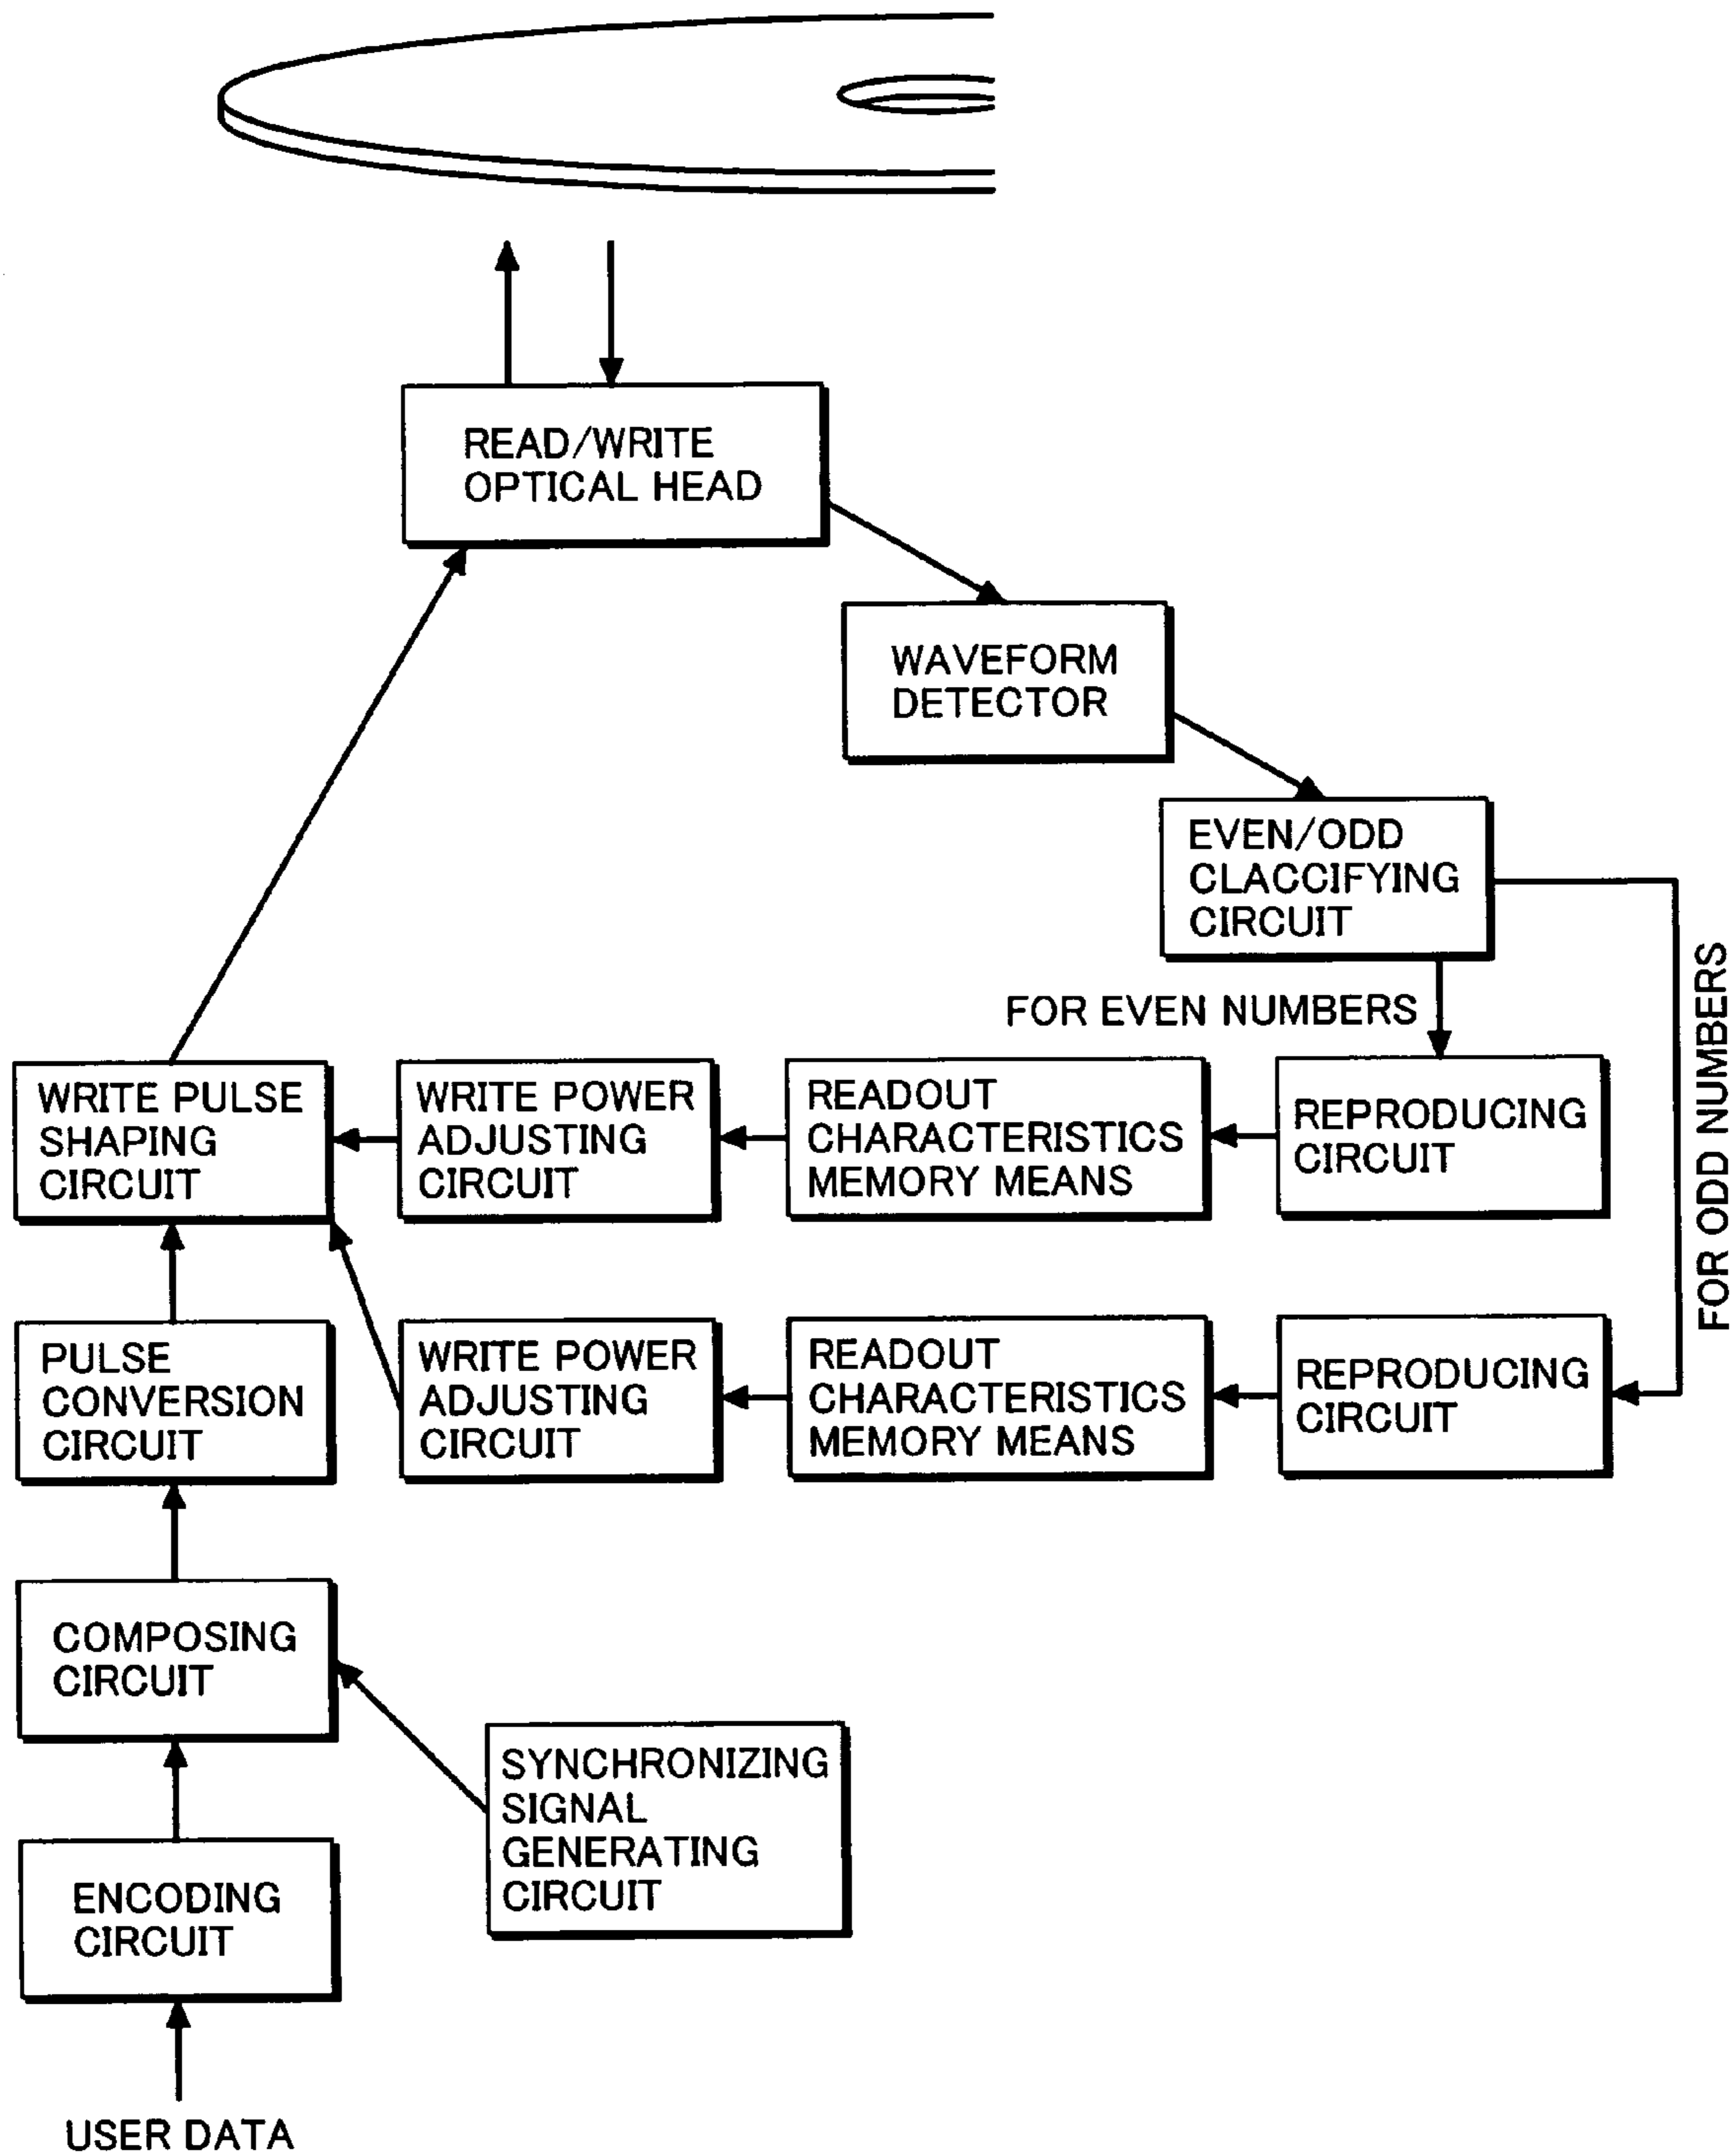 READ/WRITE
OPTICAL HEAD
WAVEFORM
DETECTOR
EVEN/ODD
CLACCIFYING
CIRCUIT
FOR EVEN NUMBERS
FOR ODD NUMBERS
WRITE PULSE
SHAPING
CIRCUIT
WRITE POWER
ADJUSTING
CIRCUIT
READOUT
CHARACTERISTICS
MEMORY MEANS
REPRODUCING
CIRCUIT
PULSE
CONVERSION
CIRCUIT
WRITE POWER
ADJUSTING
CIRCUIT
READOUT
CHARACTERISTICS
MEMORY MEANS
REPRODUCING
CIRCUIT
COMPOSING
CIRCUIT
SYNCHRONIZING
SIGNAL
GENERATING
CIRCUIT
ENCODING
CIRCUIT
USER DATA